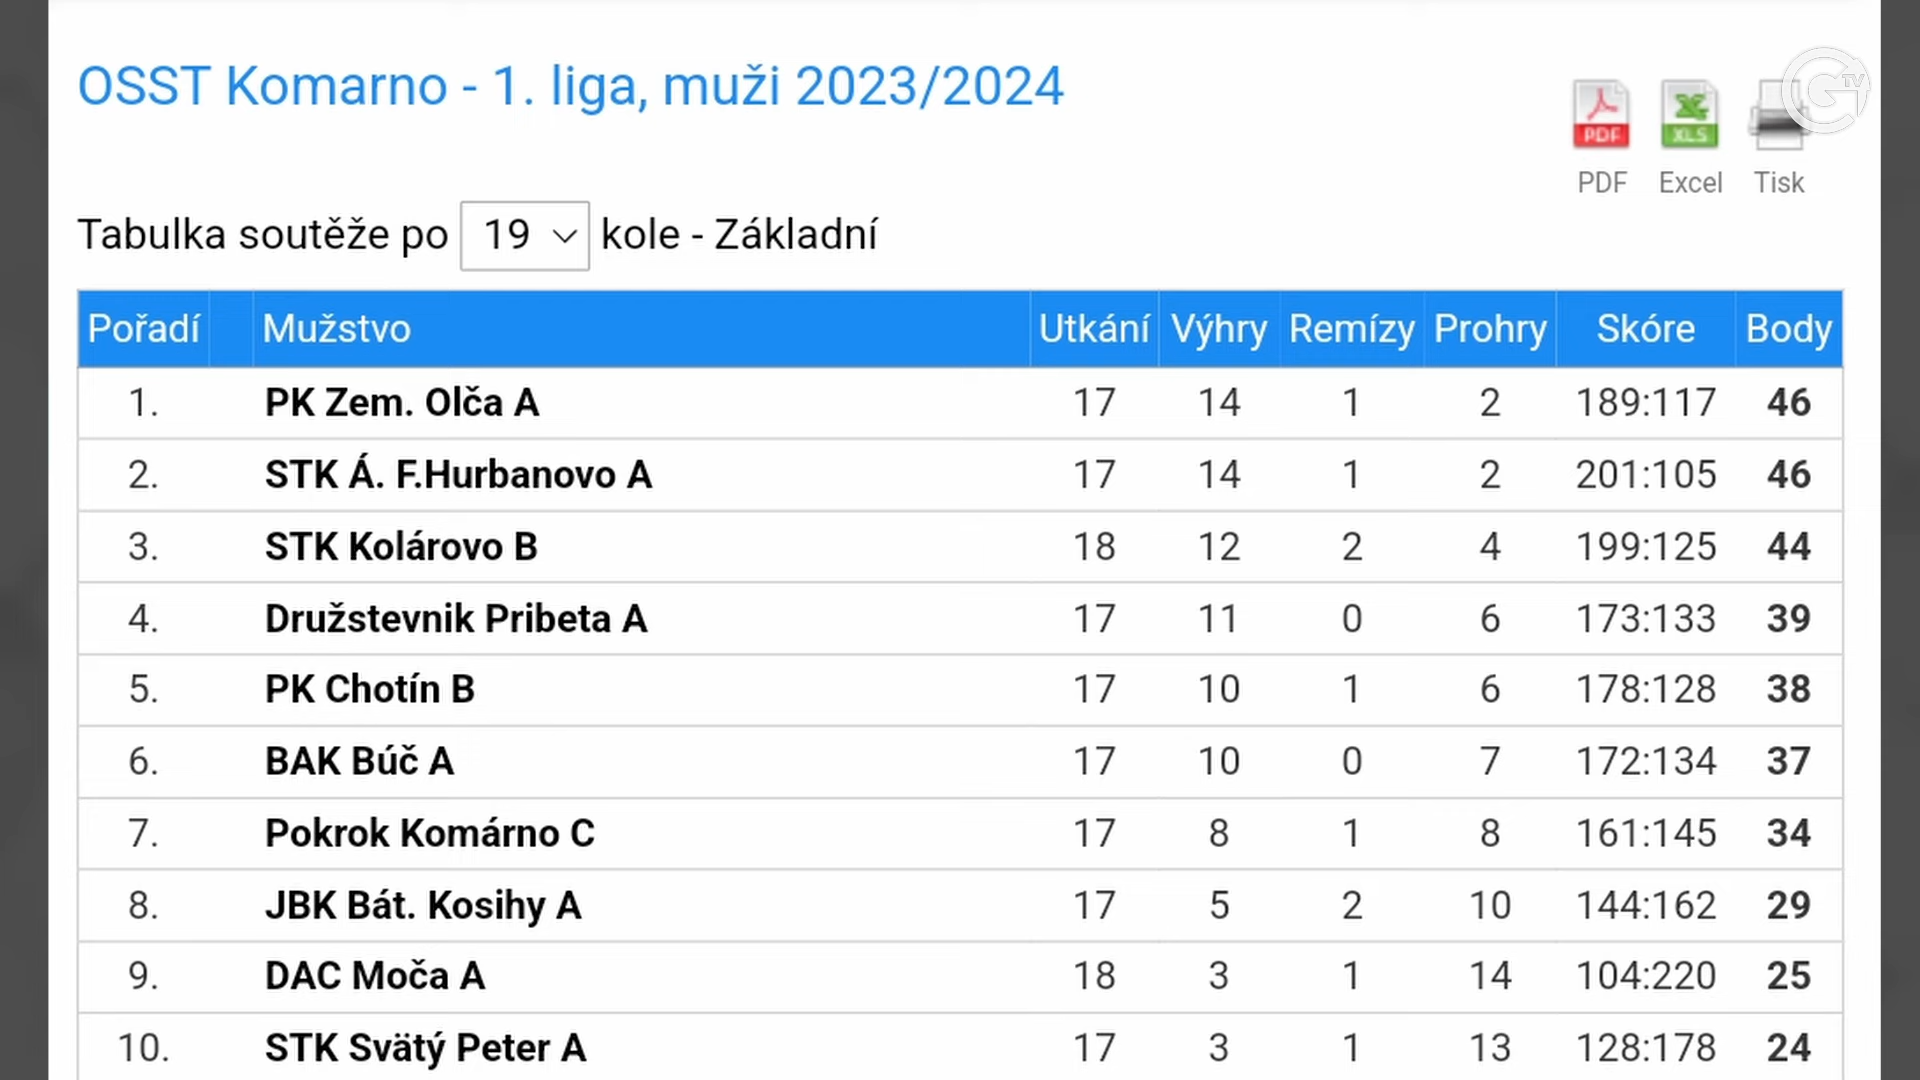 OSST Komarno - 1. liga, muži 2023/2024
PDF XLS GTV
PDF Excel Tisk
Tabulka soutěže po 19 kole - Základní
Pořadí Mužstvo Utkání Výhry Remízy Prohry Skóre Body
1. PK Zem. Olča A 17 14 1 2 189:117 46
2. STK Á. F.Hurbanovo A 17 14 1 2 201:105 46
3. STK Kolárovo B 18 12 2 4 199:125 44
4. Družstevnik Pribeta A 17 11 0 6 173:133 39
5. PK Chotín B 17 10 1 6 178:128 38
6. BAK Búč A 17 10 0 7 172:134 37
7. Pokrok Komárno C 17 8 1 8 161:145 34
8. JBK Bát. Kosihy A 17 5 2 10 144:162 29
9. DAC Moča A 18 3 1 14 104:220 25
10. STK Svätý Peter A 17 3 1 13 128:178 24